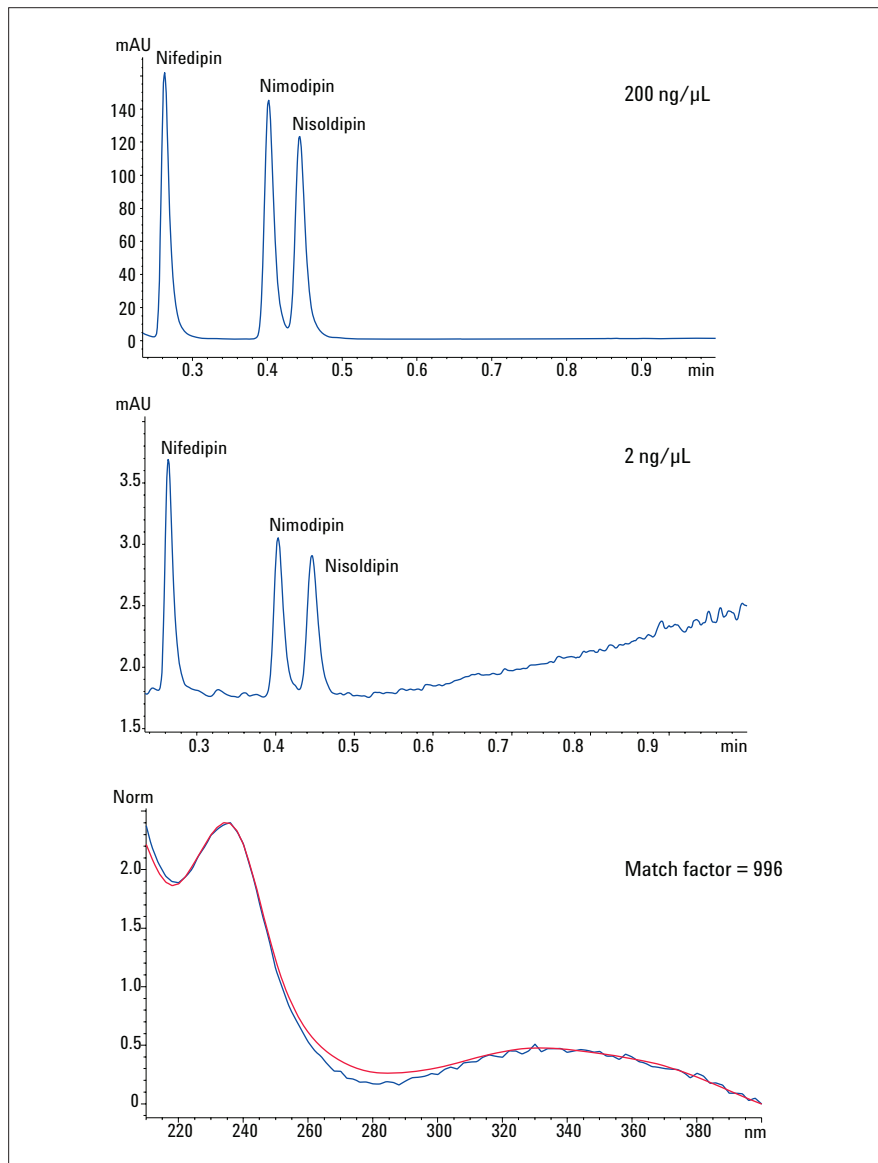 mAU
Nifedipin
Nimodipin
Nisoldipin
200 ng/µL
140
120
100
80
60
40
20
0
0.3 0.4 0.5 0.6 0.7 0.8 0.9 min
mAU
Nifedipin
Nimodipin
Nisoldipin
2 ng/µL
3.5
3.0
2.5
2.0
1.5
0.3 0.4 0.5 0.6 0.7 0.8 0.9 min
Norm
Match factor = 996
2.0
1.5
1.0
0.5
0
220 240 260 280 300 320 340 360 380 nm